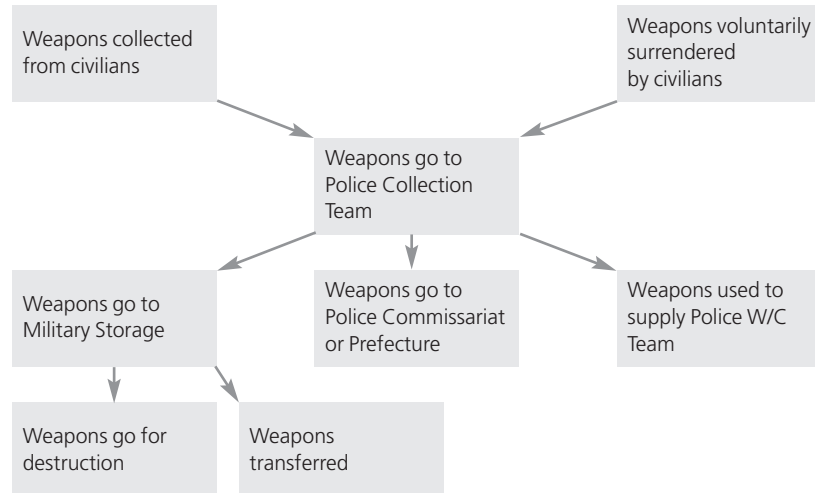 Weapons collected
from civilians
Weapons voluntarily
surrendered
by civilians
Weapons go to
Police Collection
Team
Weapons go to
Military Storage
Weapons go to
Police Commissariat
or Prefecture
Weapons used to
supply Police W/C
Team
Weapons go for
destruction
Weapons
transferred